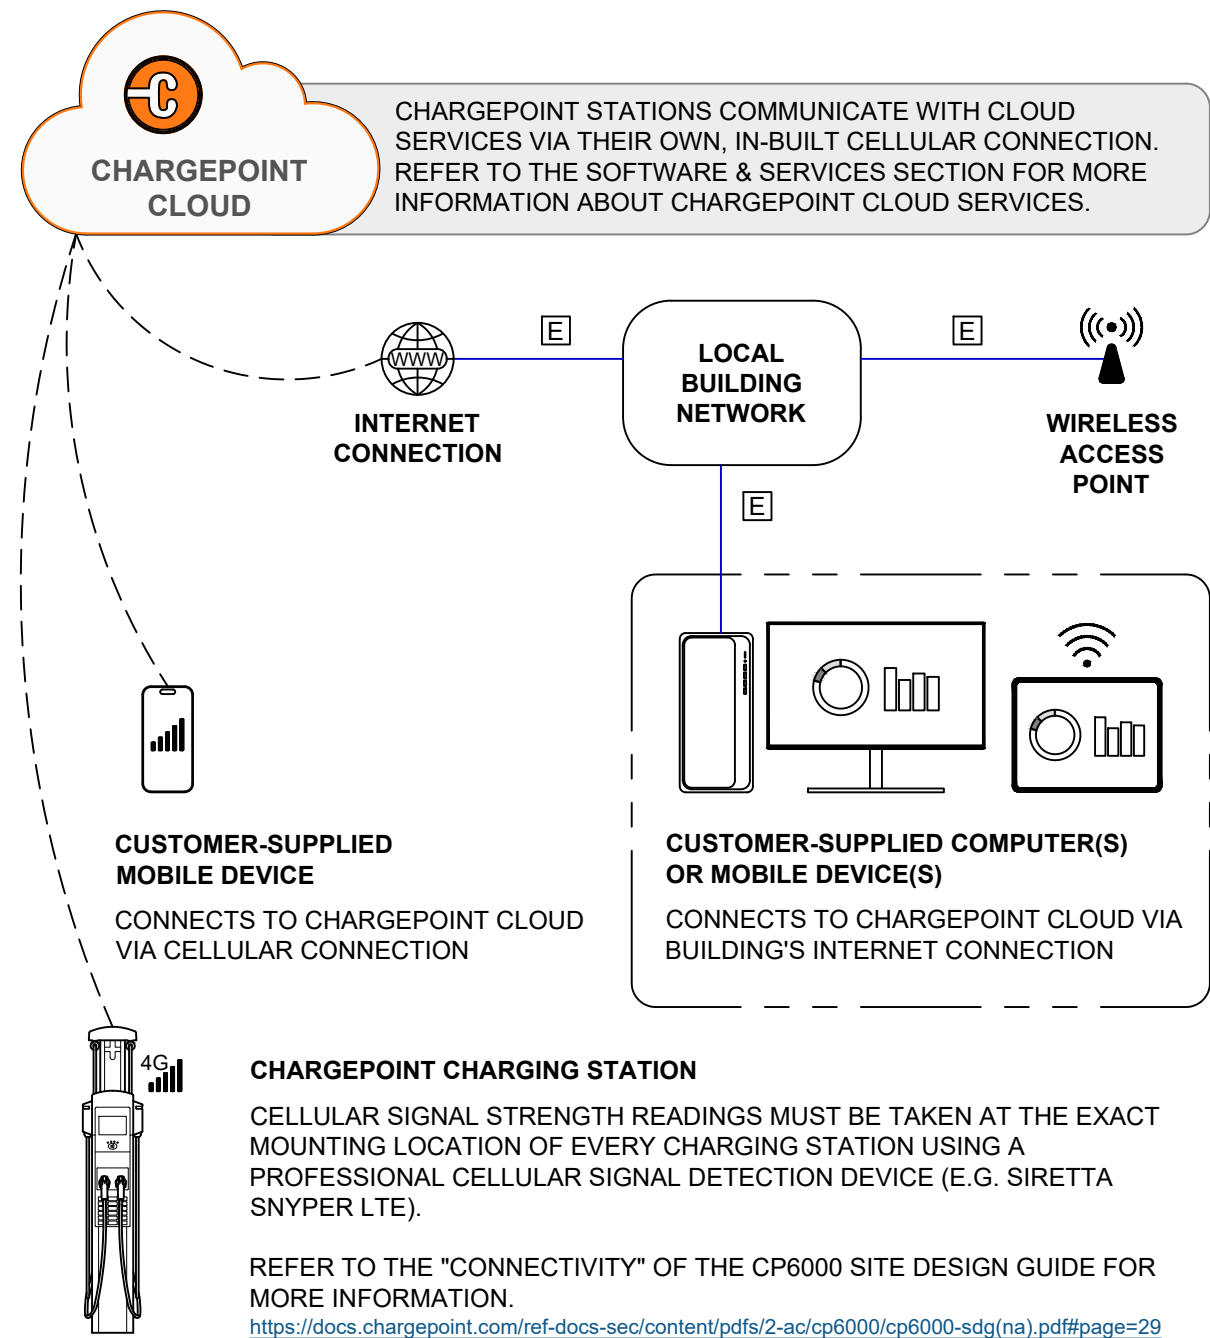 CHARGEPOINT
CLOUD
CHARGEPOINT STATIONS COMMUNICATE WITH CLOUD
SERVICES VIA THEIR OWN, IN-BUILT CELLULAR CONNECTION.
REFER TO THE SOFTWARE & SERVICES SECTION FOR MORE
INFORMATION ABOUT CHARGEPOINT CLOUD SERVICES.
WWW
INTERNET
CONNECTION
E
LOCAL
BUILDING
NETWORK
E
WIRELESS
ACCESS
POINT
E
CUSTOMER-SUPPLIED
MOBILE DEVICE
CONNECTS TO CHARGEPOINT CLOUD
VIA CELLULAR CONNECTION
CUSTOMER-SUPPLIED COMPUTER(S)
OR MOBILE DEVICE(S)
CONNECTS TO CHARGEPOINT CLOUD VIA
BUILDING'S INTERNET CONNECTION
4G
CHARGEPOINT CHARGING STATION
CELLULAR SIGNAL STRENGTH READINGS MUST BE TAKEN AT THE EXACT
MOUNTING LOCATION OF EVERY CHARGING STATION USING A
PROFESSIONAL CELLULAR SIGNAL DETECTION DEVICE (E.G. SIRETTA
SNYPER LTE).
REFER TO THE "CONNECTIVITY" OF THE CP6000 SITE DESIGN GUIDE FOR
MORE INFORMATION.
https://docs.chargepoint.com/ref-docs-sec/content/pdfs/2-ac/cp6000/cp6000-sdg(na).pdf#page=29